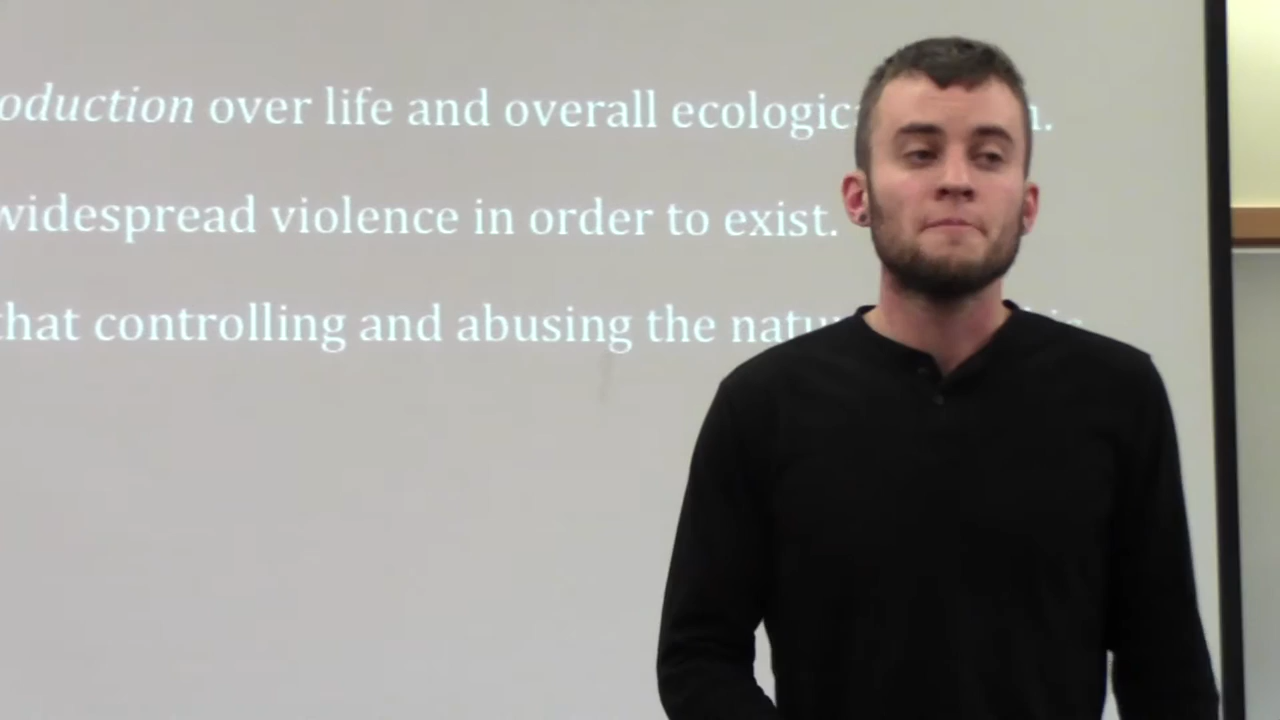 oduction over life and overall ecologic
widespread violence in order to exist.
that controlling and abusing the natu